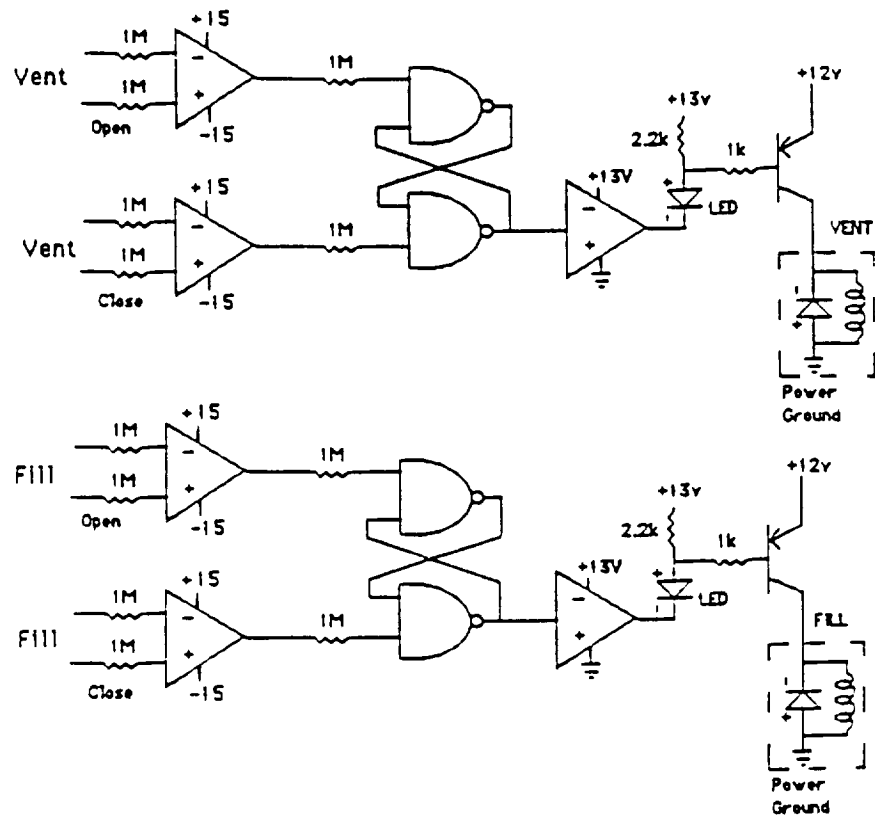 +15
1M
Vent
1M
Open
-15
1M
+12v
+13v
2.2k
1k
+15
1M
Vent
1M
Close
-15
1M
+13V
LED
VENT
Power
Ground
+15
1M
Fill
1M
Open
-15
1M
+12v
+13v
2.2k
1k
+15
1M
Fill
1M
Close
-15
1M
+13V
LED
FILL
Power
Ground